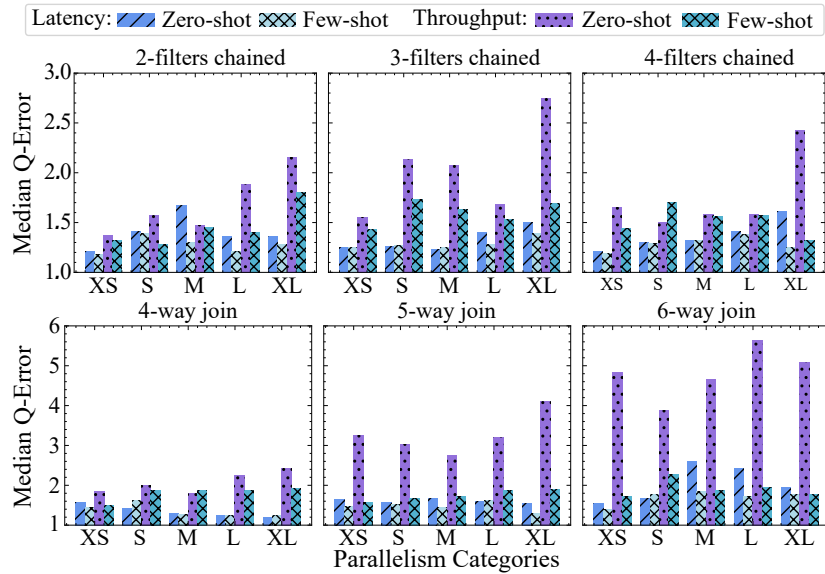 Latency: Zero-shot Few-shot Throughput: Zero-shot Few-shot
2-filters chained 3-filters chained 4-filters chained
Median Q-Error
3.0
2.5
2.0
1.5
1.0
XS S M L XL XS S M L XL XS S M L XL
4-way join 5-way join 6-way join
Median Q-Error
6
5
4
3
2
1
XS S M L XL XS S M L XL XS S M L XL
Parallelism Categories